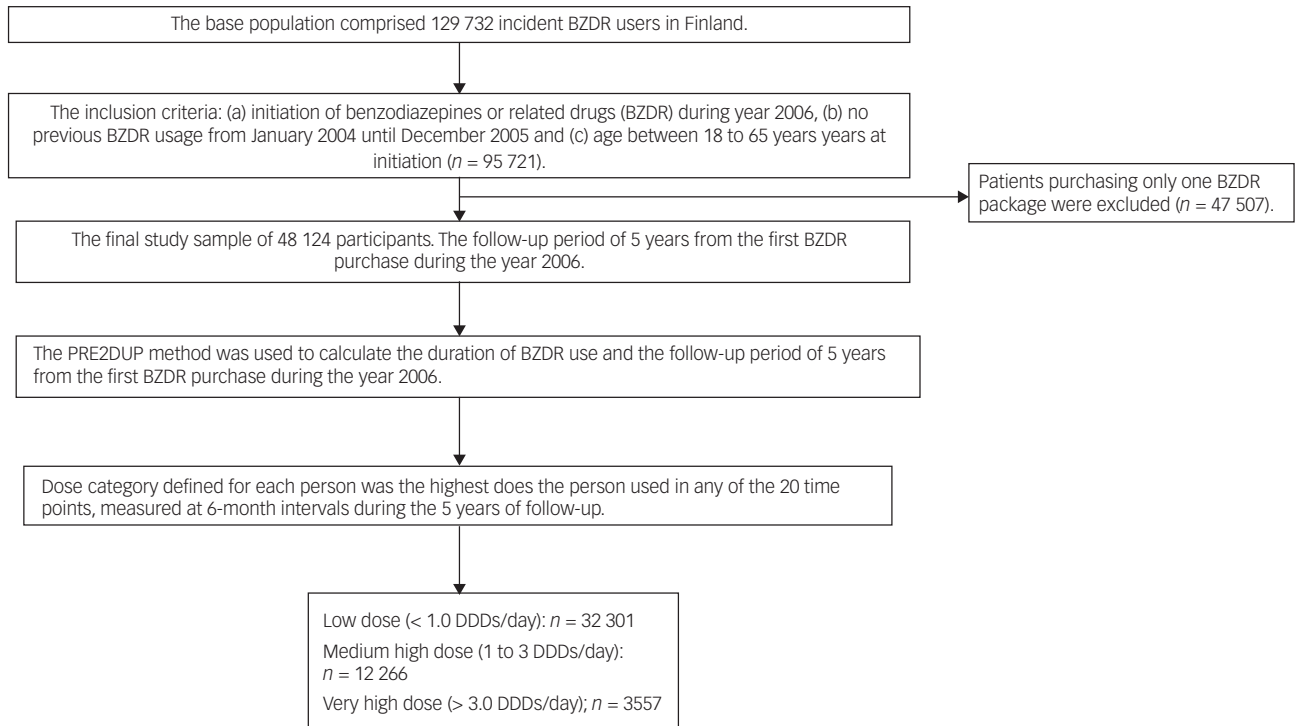 The base population comprised 129 732 incident BZDR users in Finland.
The inclusion criteria: (a) initiation of benzodiazepines or related drugs (BZDR) during year 2006, (b) no
previous BZDR usage from January 2004 until December 2005 and (c) age between 18 to 65 years years at
initiation (n = 95 721).
Patients purchasing only one BZDR
package were excluded (n = 47 507).
The final study sample of 48 124 participants. The follow-up period of 5 years from the first BZDR
purchase during the year 2006.
The PRE2DUP method was used to calculate the duration of BZDR use and the follow-up period of 5 years
from the first BZDR purchase during the year 2006.
Dose category defined for each person was the highest does the person used in any of the 20 time
points, measured at 6-month intervals during the 5 years of follow-up.
Low dose (< 1.0 DDDs/day): n = 32 301
Medium high dose (1 to 3 DDDs/day):
n = 12 266
Very high dose (> 3.0 DDDs/day); n = 3557